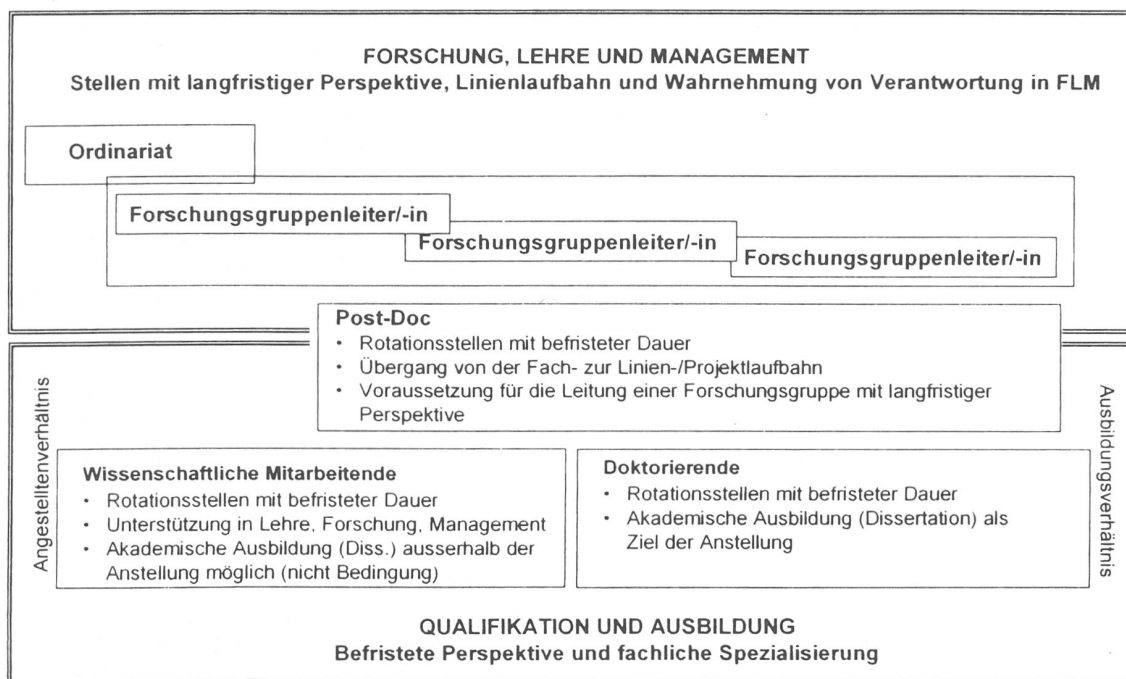 FORSCHUNG, LEHRE UND MANAGEMENT
Stellen mit langfristiger Perspektive, Linienlaufbahn und Wahrnehmung von Verantwortung in FLM
Ordinariat
Forschungsgruppenleiter/-in
Forschungsgruppenleiter/-in
Forschungsgruppenleiter/-in
Post-Doc
• Rotationsstellen mit befristeter Dauer
• Übergang von der Fach- zur Linien-/Projektlaufbahn
• Voraussetzung für die Leitung einer Forschungsgruppe mit langfristiger
Perspektive
Angestelltenverhältnis
Wissenschaftliche Mitarbeitende
• Rotationsstellen mit befristeter Dauer
• Unterstützung in Lehre, Forschung, Management
• Akademische Ausbildung (Diss.) ausserhalb der
Anstellung möglich (nicht Bedingung)
Doktorierende
• Rotationsstellen mit befristeter Dauer
• Akademische Ausbildung (Dissertation) als
Ziel der Anstellung
Ausbildungsverhältnis
QUALIFIKATION UND AUSBILDUNG
Befristete Perspektive und fachliche Spezialisierung